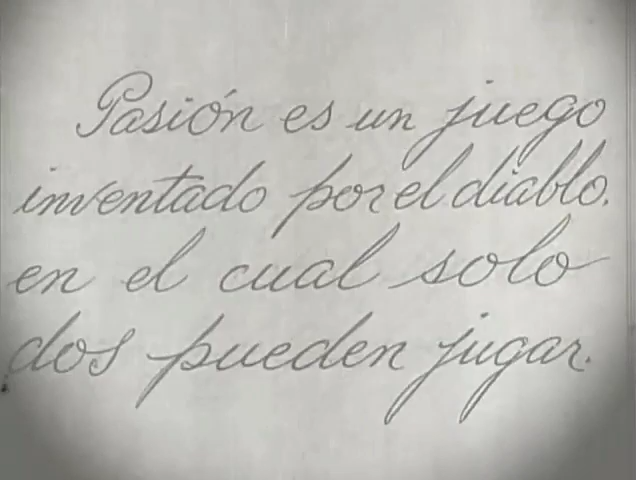 Pasión es un juego
inventado por el diablo.
en el cual solo
dos pueden jugar.